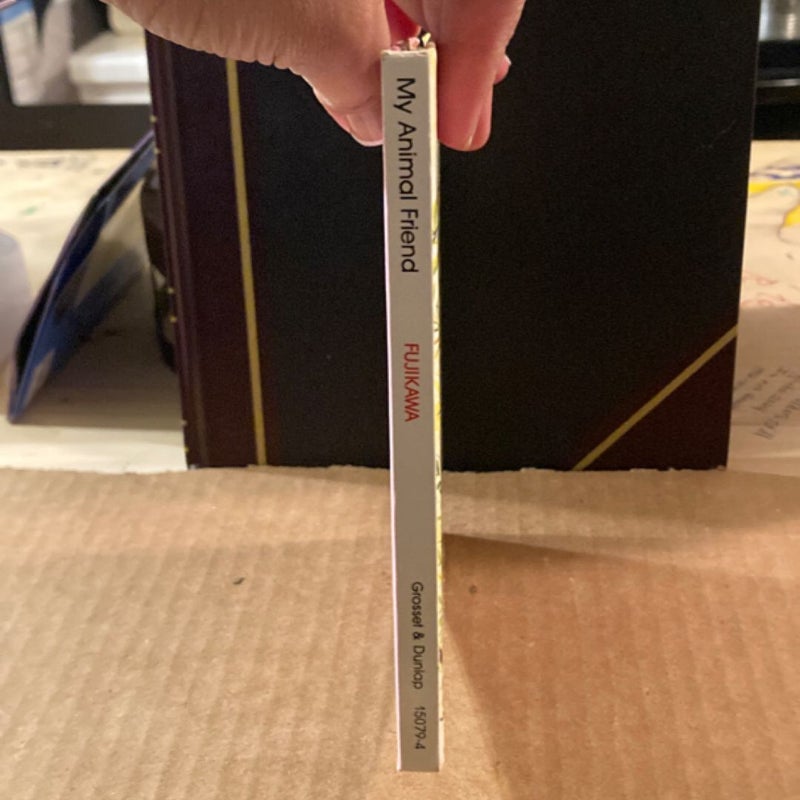 My Animal Friend
FUJIKAWA
Grosset & Dunlap
15079-4